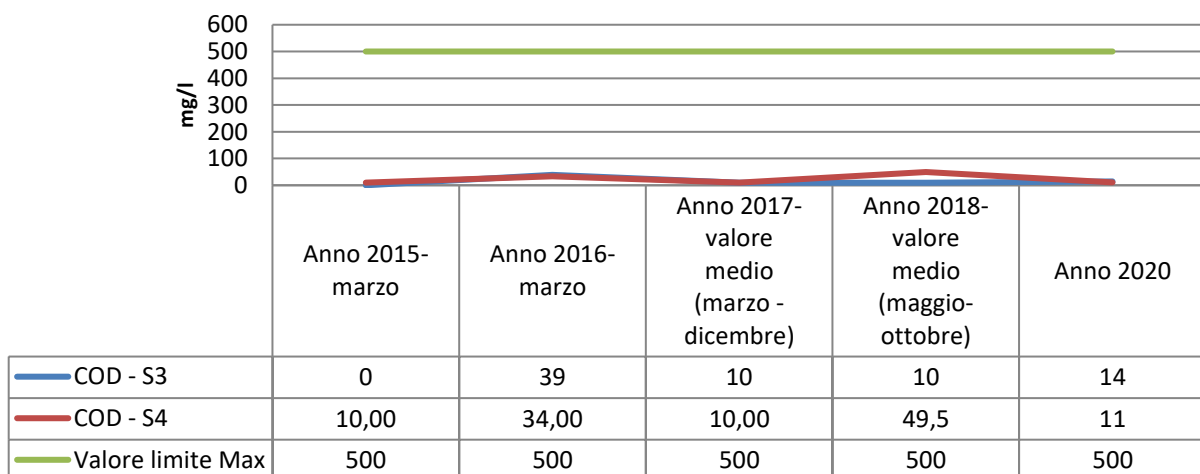 600
500
400
300
200
100
0
mg/l
Anno 2015-
marzo
Anno 2016-
marzo
Anno 2017-
valore
medio
(marzo -
dicembre)
Anno 2018-
valore
medio
(maggio-
ottobre)
Anno 2020
COD - S3 0 39 10 10 14
COD - S4 10,00 34,00 10,00 49,5 11
Valore limite Max 500 500 500 500 500